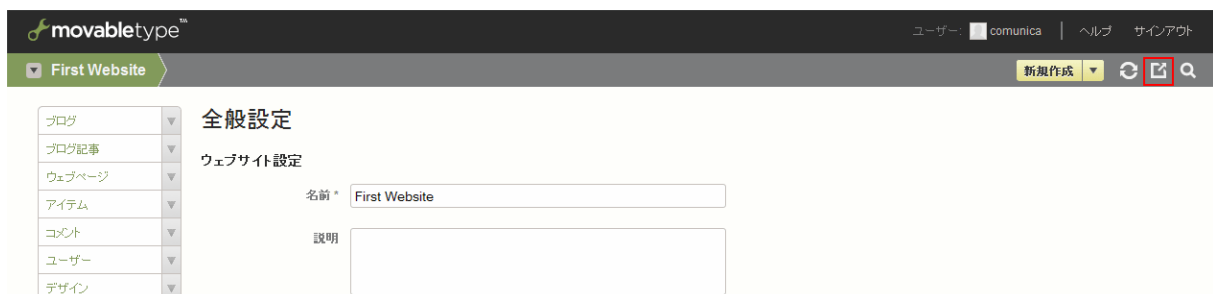 movabletype™
ユーザー: comunica | ヘルプ サインアウト
First Website
新規作成
ブログ
ブログ記事
ウェブページ
アイテム
コメント
ユーザー
デザイン
全般設定
ウェブサイト設定
名前 * First Website
説明